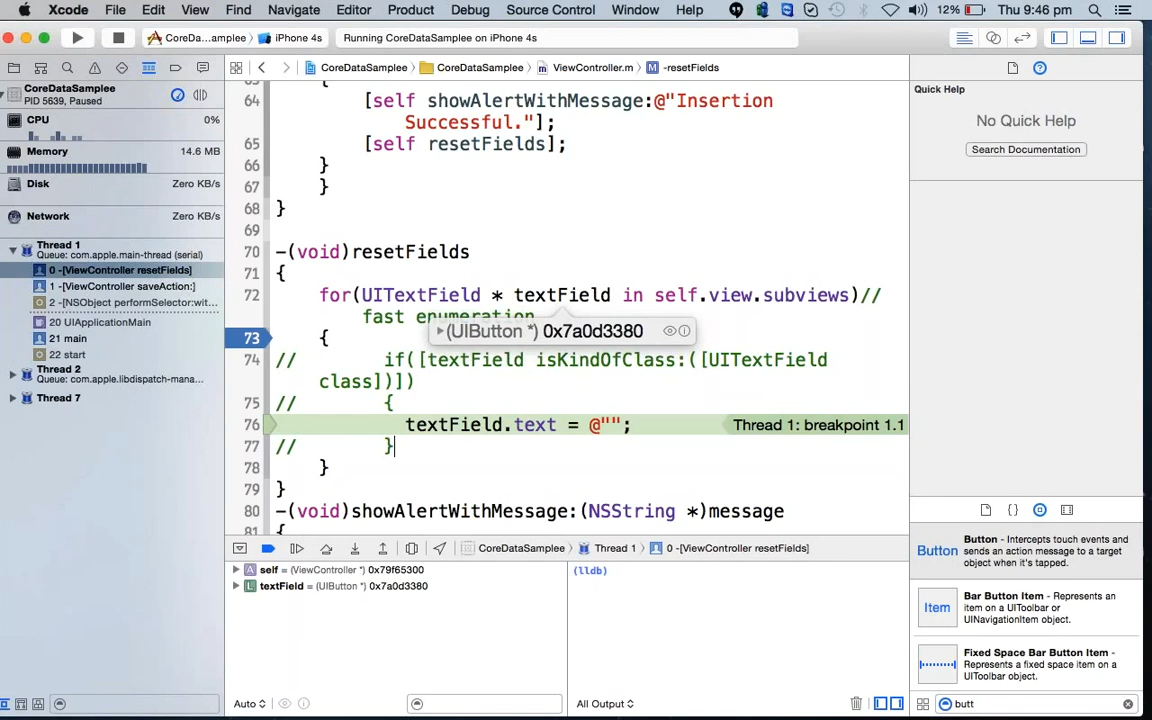 Xcode File Edit View Find Navigate Editor Product Debug Source Control Window Help 12% Thu 9:46 pm
CoreDa...amplee iPhone 4s Running CoreDataSamplee on iPhone 4s
CoreDataSamplee CoreDataSamplee ViewController.m M -resetFields
CoreDataSamplee
PID 5639, Paused
CPU 0%
Memory 14.6 MB
Disk Zero KB/s
Network Zero KB/s
Thread 1
Queue: com.apple.main-thread (serial)
0 -[ViewController resetFields]
1 -[ViewController saveAction:]
2 -[NSObject performSelector:wit...
20 UIApplicationMain
21 main
22 start
Thread 2
Queue: com.apple.libdispatch-mana...
Thread 7
63 {
64 [self showAlertWithMessage:@"Insertion
Successful."];
65 [self resetFields];
66 }
67 }
68 }
69
70 -(void)resetFields
71 {
72 for(UITextField * textField in self.view.subviews)//
fast enumeration
(UIButton *) 0x7a0d3380
73 {
74 // if([textField isKindOfClass:([UITextField
class])])
75 // {
76 textField.text = @""; Thread 1: breakpoint 1.1
77 // }
78 }
79 }
80 -(void)showAlertWithMessage:(NSString *)message
81 {
CoreDataSamplee Thread 1 0 -[ViewController resetFields]
A self = (ViewController *) 0x79f65300
L textField = (UIButton *) 0x7a0d3380
(lldb)
Auto All Output
Quick Help
No Quick Help
Search Documentation
Button
Button - Intercepts touch events and
sends an action message to a target
object when it's tapped.
Item
Bar Button Item - Represents an
item on a UIToolbar or
UINavigationItem object.
Fixed Space Bar Button Item -
Represents a fixed space item on a
UIToolbar object.
butt